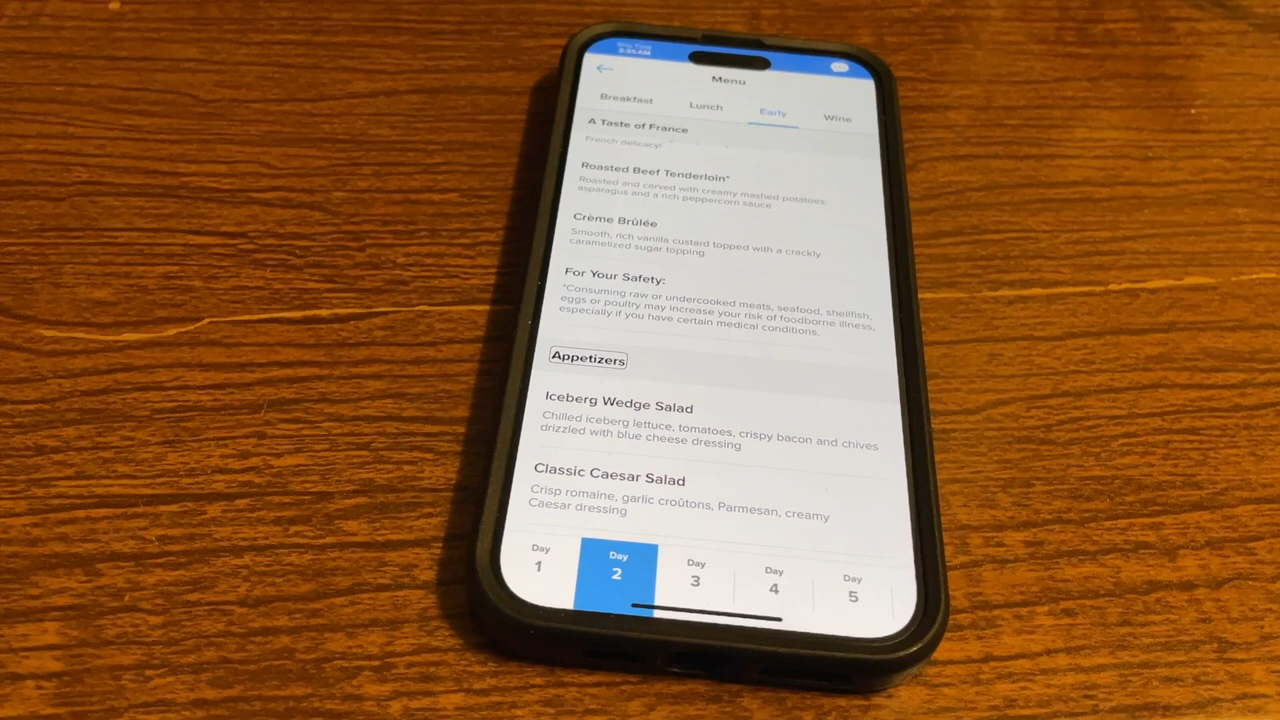 Ship Time
Menu
Breakfast
Lunch
Early
Wine
A Taste of France
French delicacy!
Roasted Beef Tenderloin*
Roasted and carved with creamy mashed potatoes,
asparagus and a rich peppercorn sauce
Crème Brûlée
Smooth, rich vanilla custard topped with a crackly
caramelized sugar topping
For Your Safety:
*Consuming raw or undercooked meats, seafood, shellfish,
eggs or poultry may increase your risk of foodborne illness,
especially if you have certain medical conditions.
Appetizers
Iceberg Wedge Salad
Chilled iceberg lettuce, tomatoes, crispy bacon and chives
drizzled with blue cheese dressing
Classic Caesar Salad
Crisp romaine, garlic croûtons, Parmesan, creamy
Caesar dressing
Day
1
Day
2
Day
3
Day
4
Day
5